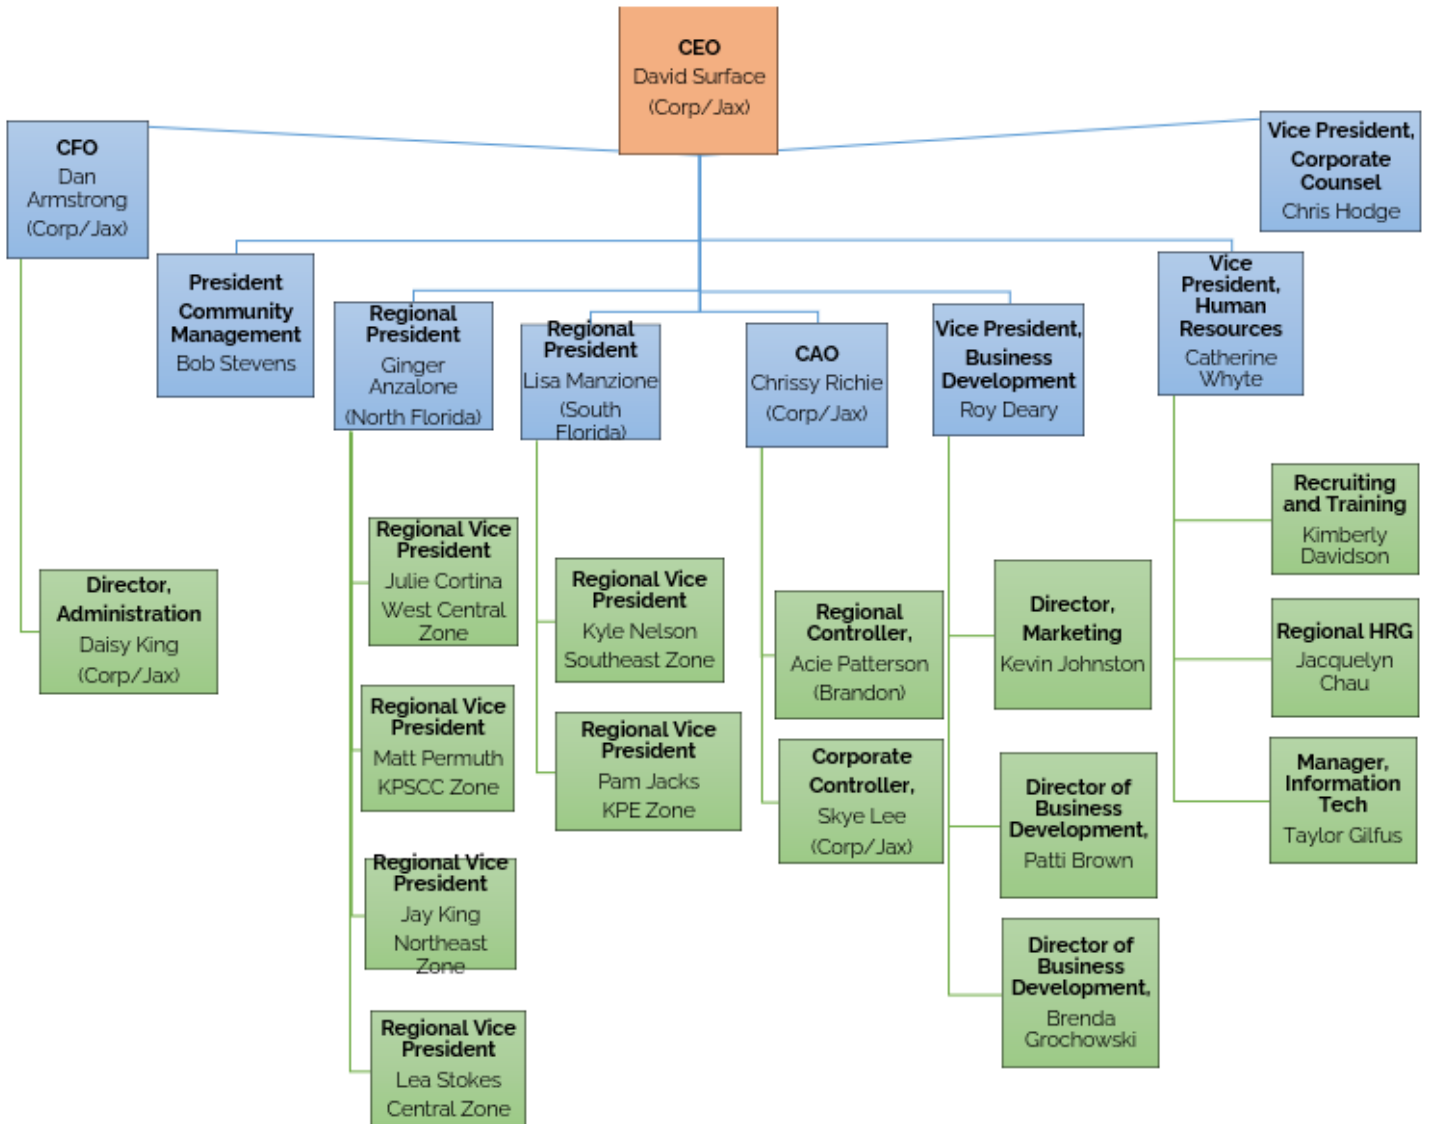 CEO
David Surface
(Corp/Jax)
CFO
Dan
Armstrong
(Corp/Jax)
Vice President,
Corporate
Counsel
Chris Hodge
President
Community
Management
Bob Stevens
Regional
President
Ginger
Anzalone
(North Florida)
Regional
President
Lisa Manzione
(South
Florida)
CAO
Chrissy Richie
(Corp/Jax)
Vice President,
Business
Development
Roy Deary
Vice
President,
Human
Resources
Catherine
Whyte
Director,
Administration
Daisy King
(Corp/Jax)
Regional Vice
President
Julie Cortina
West Central
Zone
Regional Vice
President
Matt Permuth
KPSCC Zone
Regional Vice
President
Jay King
Northeast
Zone
Regional Vice
President
Lea Stokes
Central Zone
Regional Vice
President
Kyle Nelson
Southeast Zone
Regional Vice
President
Pam Jacks
KPE Zone
Regional
Controller,
Acie Patterson
(Brandon)
Corporate
Controller,
Skye Lee
(Corp/Jax)
Director,
Marketing
Kevin Johnston
Director of
Business
Development,
Patti Brown
Director of
Business
Development,
Brenda
Grochowski
Recruiting
and Training
Kimberly
Davidson
Regional HRG
Jacquelyn
Chau
Manager,
Information
Tech
Taylor Gilfus